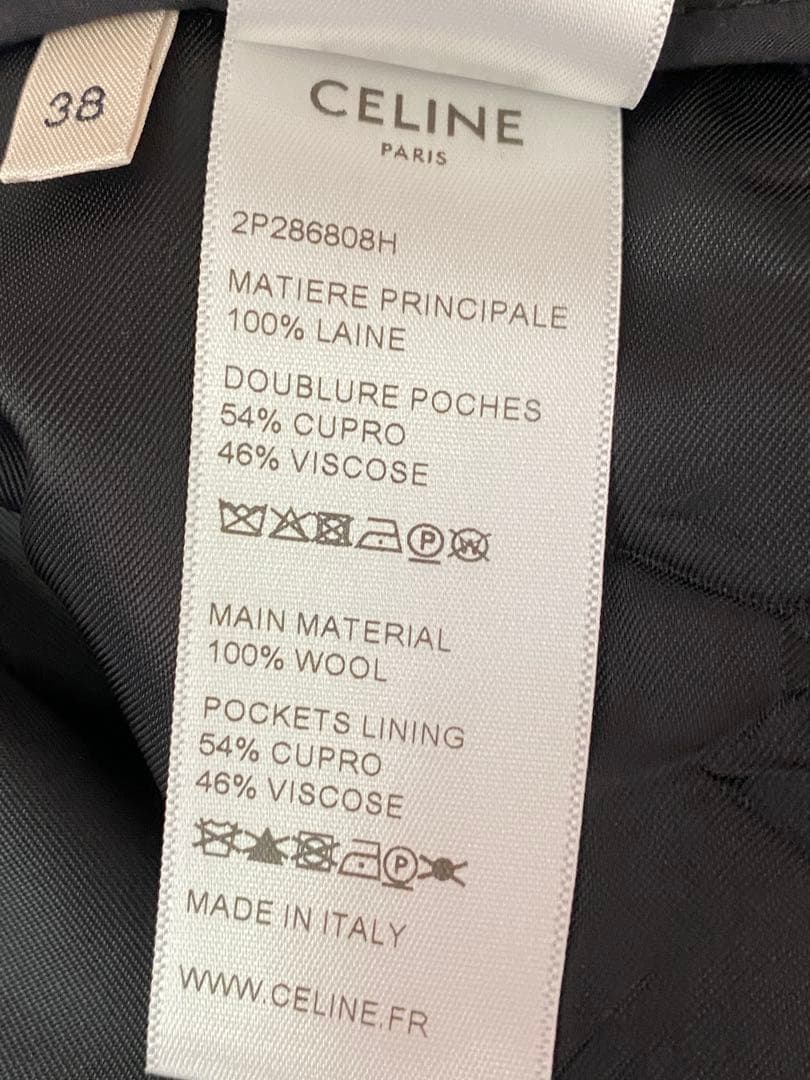 38
CELINE
PARIS
2P286808H
MATIERE PRINCIPALE
100% LAINE
DOUBLURE POCHES
54% CUPRO
46% VISCOSE
P W
MAIN MATERIAL
100% WOOL
POCKETS LINING
54% CUPRO
46% VISCOSE
P
MADE IN ITALY
WWW.CELINE.FR